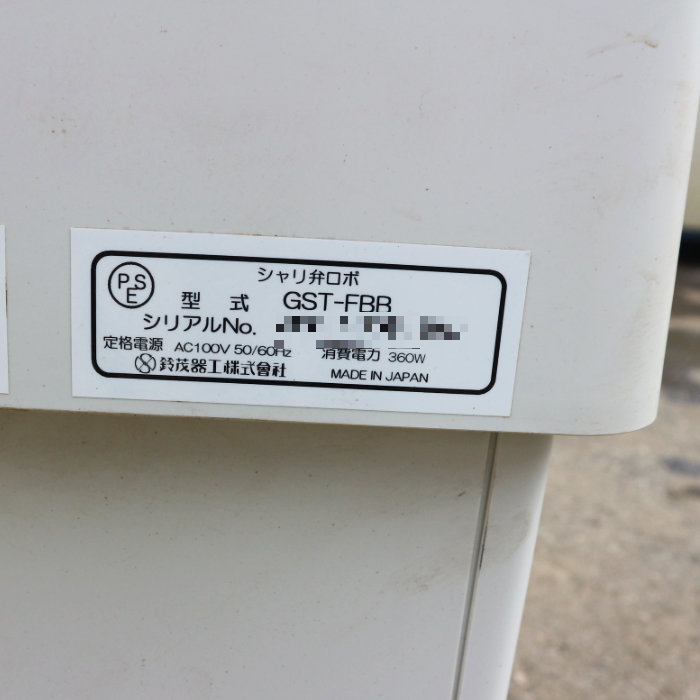 シャリ弁ロボ
PSE
型 式 GST-FBR
シリアルNo.
定格電源 AC100V 50/60Hz 消費電力 360W
鈴茂器工株式會社 MADE IN JAPAN